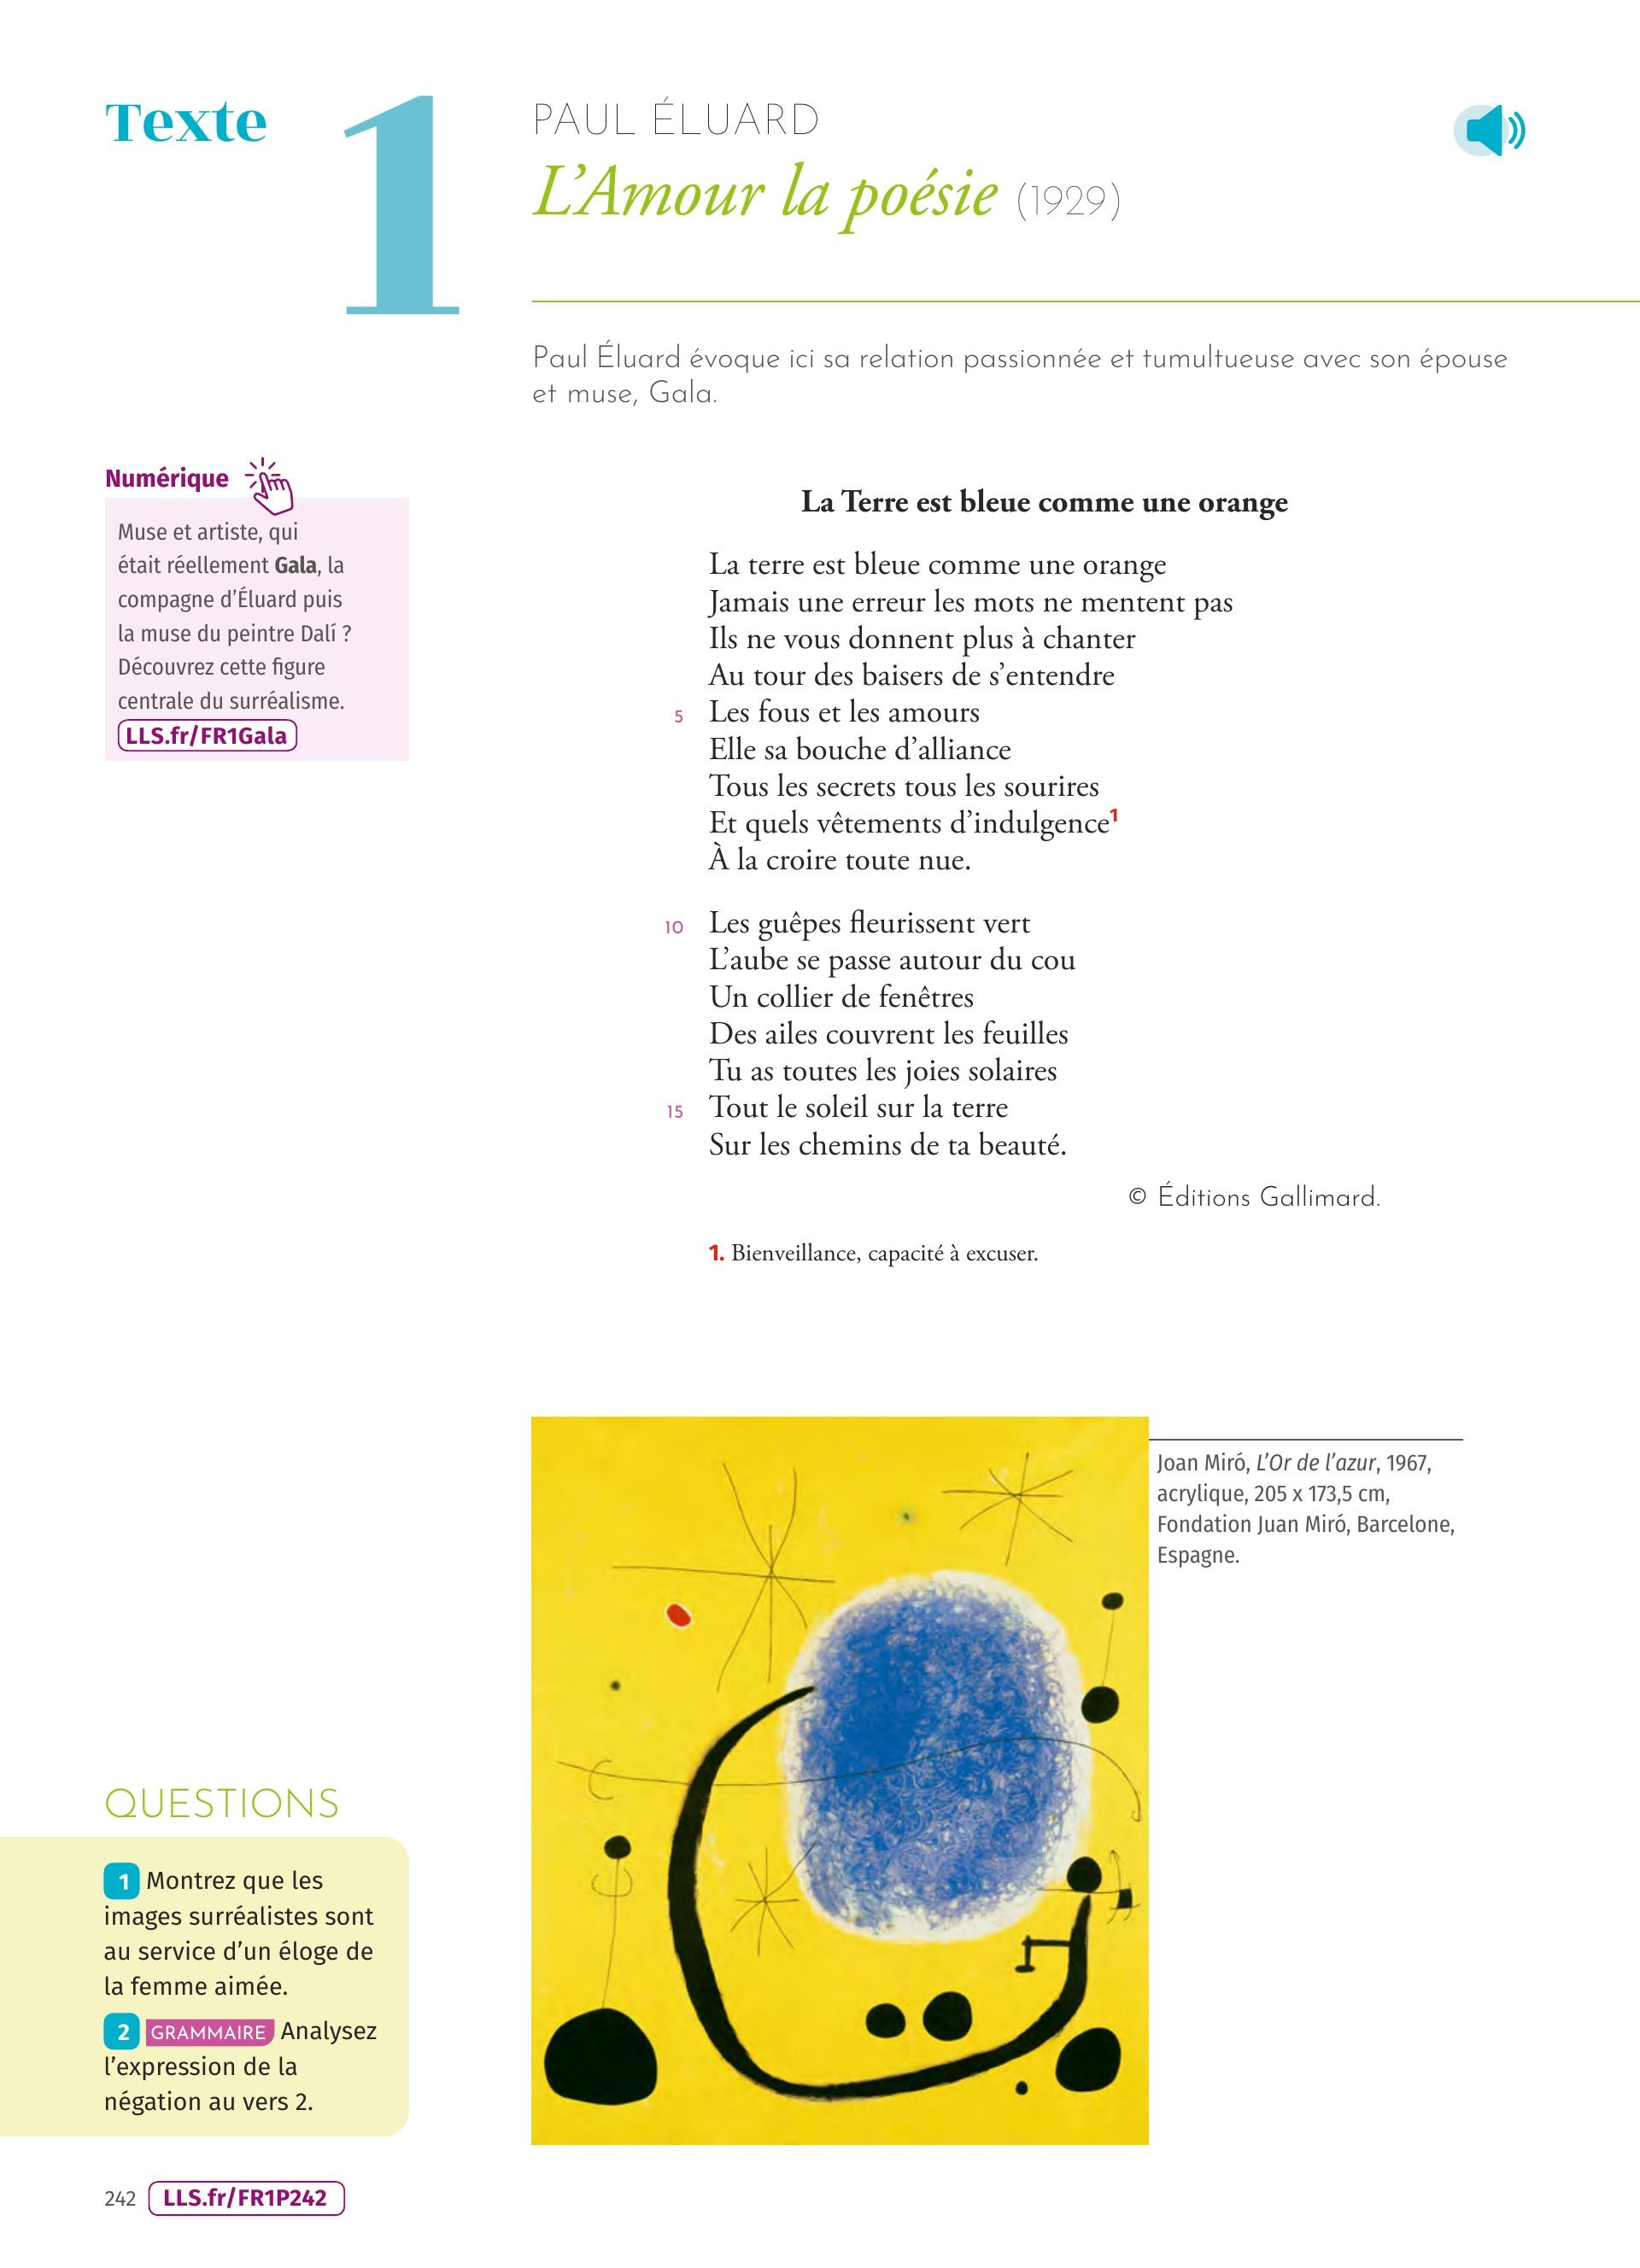 Texte 1
PAUL ÉLUARD
L'Amour la poésie (1929)
Paul Éluard évoque ici sa relation passionnée et tumultueuse avec son épouse
et muse, Gala.
Numérique
Muse et artiste, qui
était réellement Gala, la
compagne d'Éluard puis
la muse du peintre Dalí ?
Découvrez cette figure
centrale du surréalisme.
LLS.fr/FR1Gala
La Terre est bleue comme une orange
La terre est bleue comme une orange
Jamais une erreur les mots ne mentent pas
Ils ne vous donnent plus à chanter
Au tour des baisers de s'entendre
5 Les fous et les amours
Elle sa bouche d'alliance
Tous les secrets tous les sourires
Et quels vêtements d'indulgence1
À la croire toute nue.
10 Les guêpes fleurissent vert
L'aube se passe autour du cou
Un collier de fenêtres
Des ailes couvrent les feuilles
Tu as toutes les joies solaires
15 Tout le soleil sur la terre
Sur les chemins de ta beauté.
© Éditions Gallimard.
1. Bienveillance, capacité à excuser.
Joan Miró, L'Or de l'azur, 1967,
acrylique, 205 x 173,5 cm,
Fondation Juan Miró, Barcelone,
Espagne.
QUESTIONS
1 Montrez que les
images surréalistes sont
au service d'un éloge de
la femme aimée.
2 GRAMMAIRE Analysez
l'expression de la
négation au vers 2.
242 LLS.fr/FR1P242